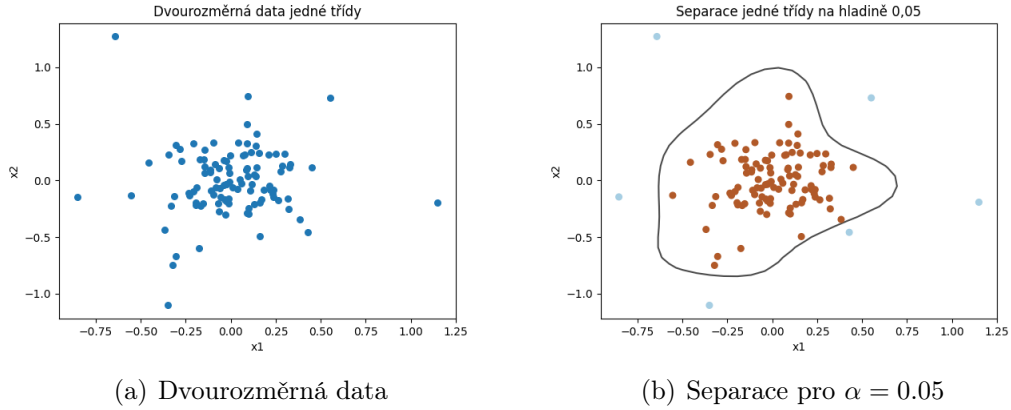 Dvourozměrná data jedné třídy
x2
1.0
0.5
0.0
−0.5
−1.0
−0.75 −0.50 −0.25 0.00 0.25 0.50 0.75 1.00 1.25
x1
(a) Dvourozměrná data
Separace jedné třídy na hladině 0,05
x2
1.0
0.5
0.0
−0.5
−1.0
−0.75 −0.50 −0.25 0.00 0.25 0.50 0.75 1.00 1.25
x1
(b) Separace pro α = 0.05